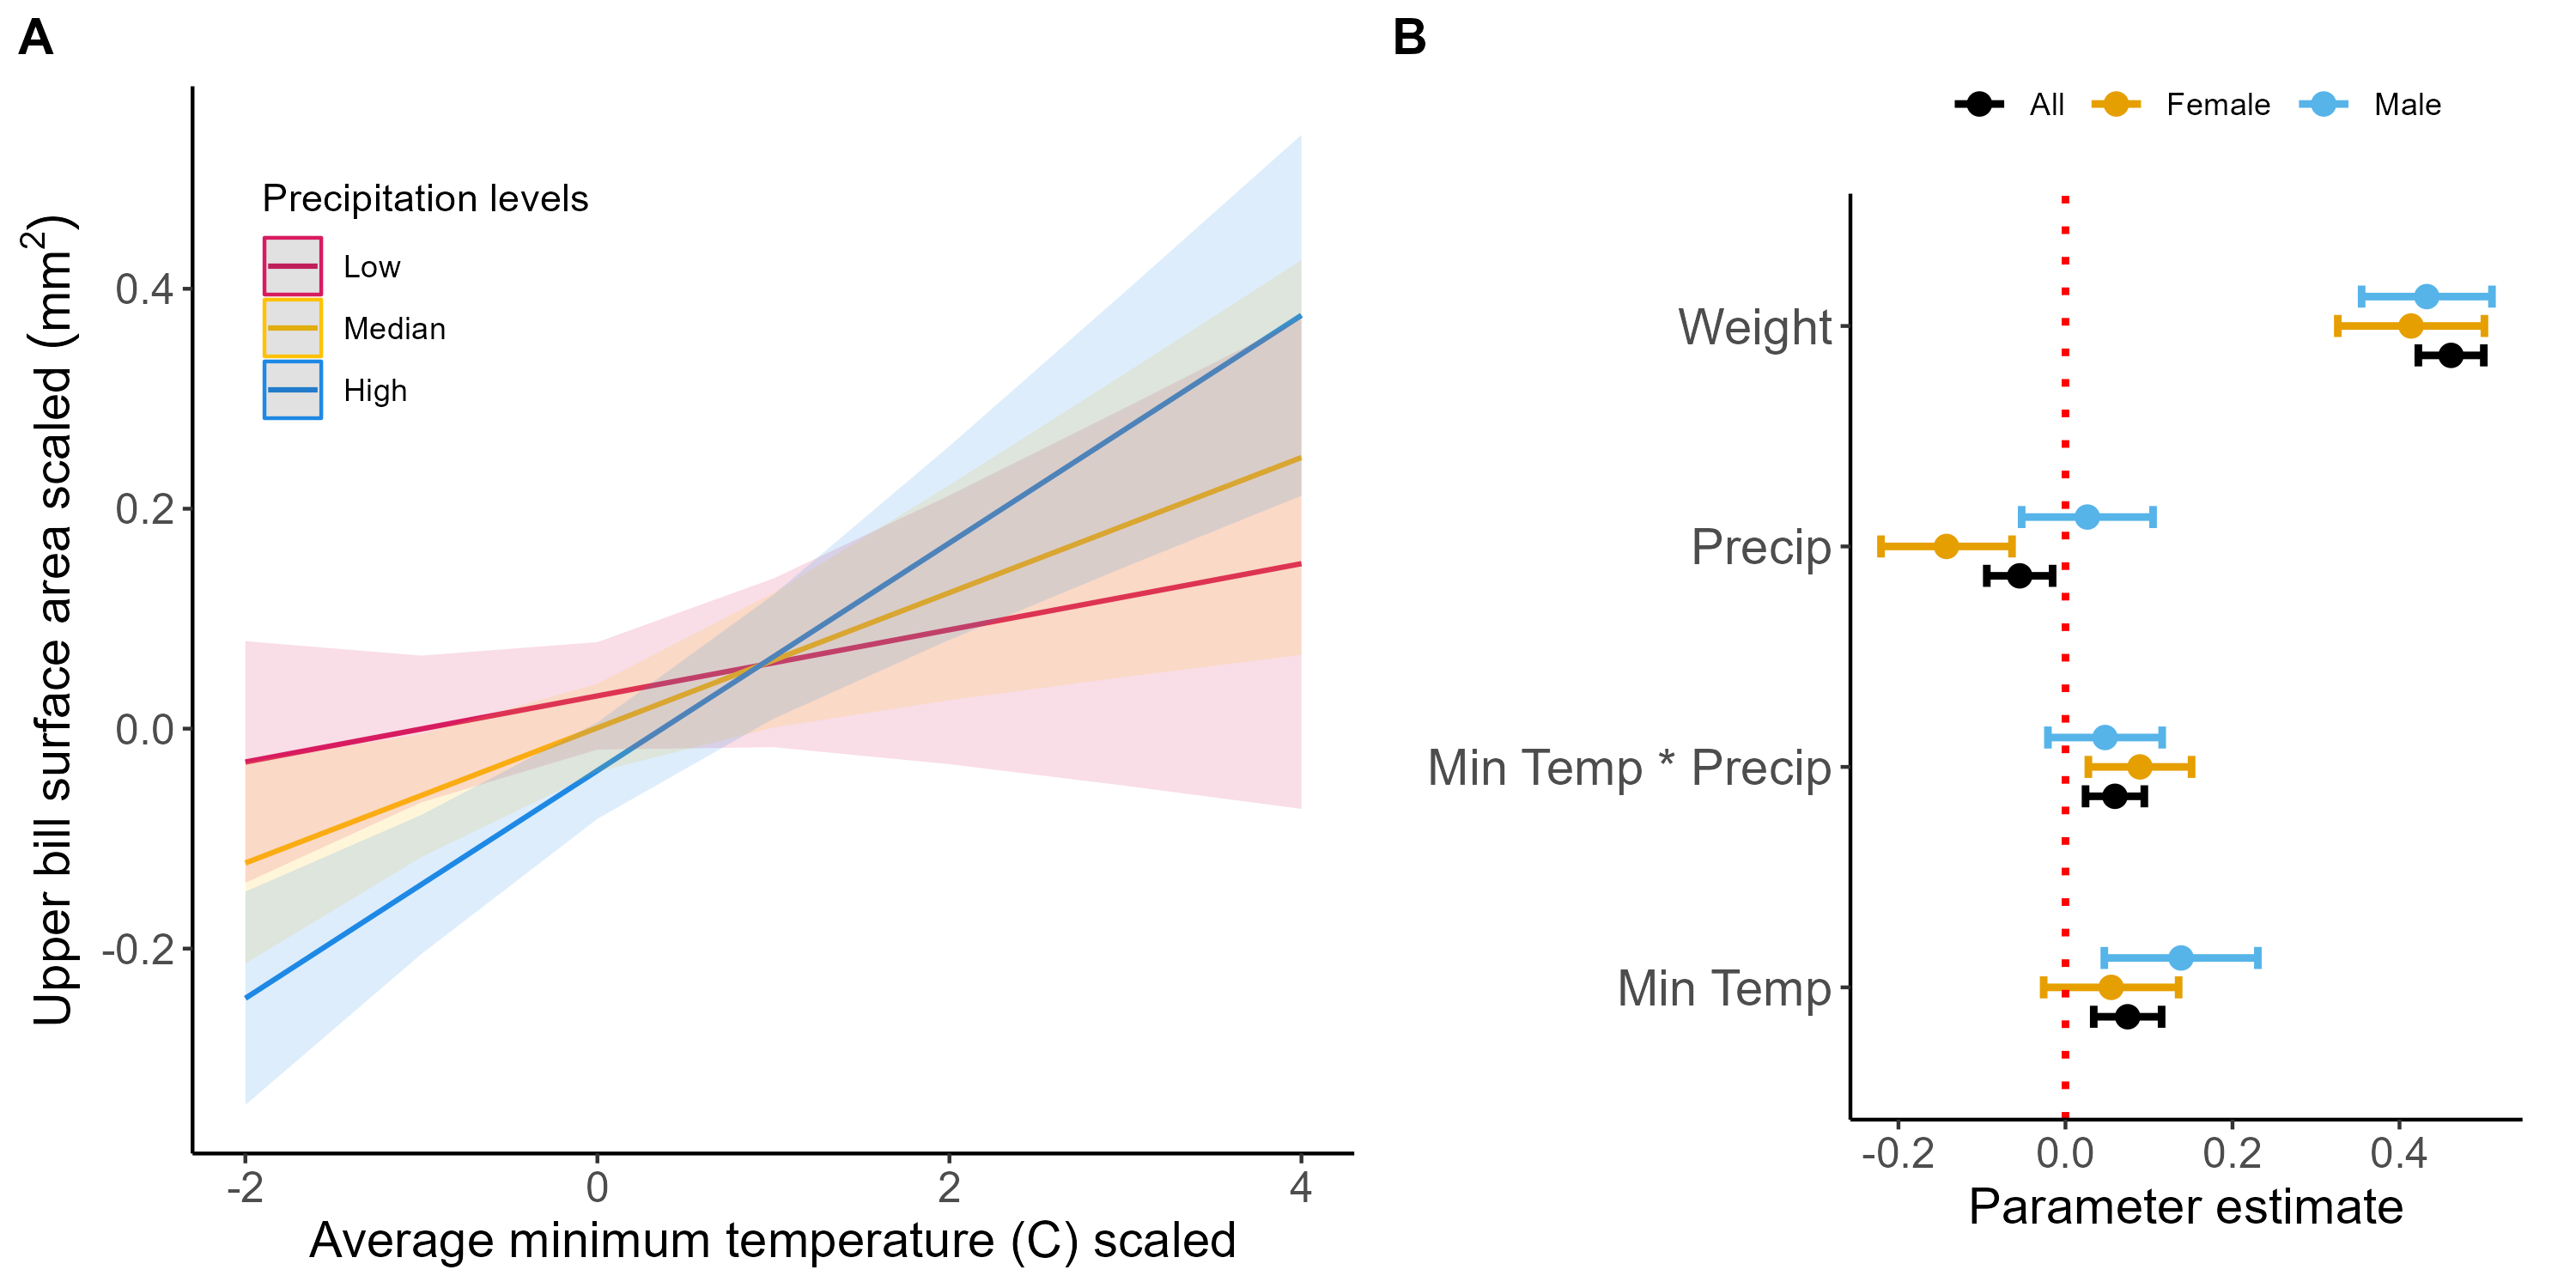 A
Upper bill surface area scaled (mm²)
0.4
0.2
0.0
-0.2
Precipitation levels
Low
Median
High
-2 0 2 4
Average minimum temperature (C) scaled
B
All Female Male
Weight
Precip
Min Temp * Precip
Min Temp
-0.2 0.0 0.2 0.4
Parameter estimate